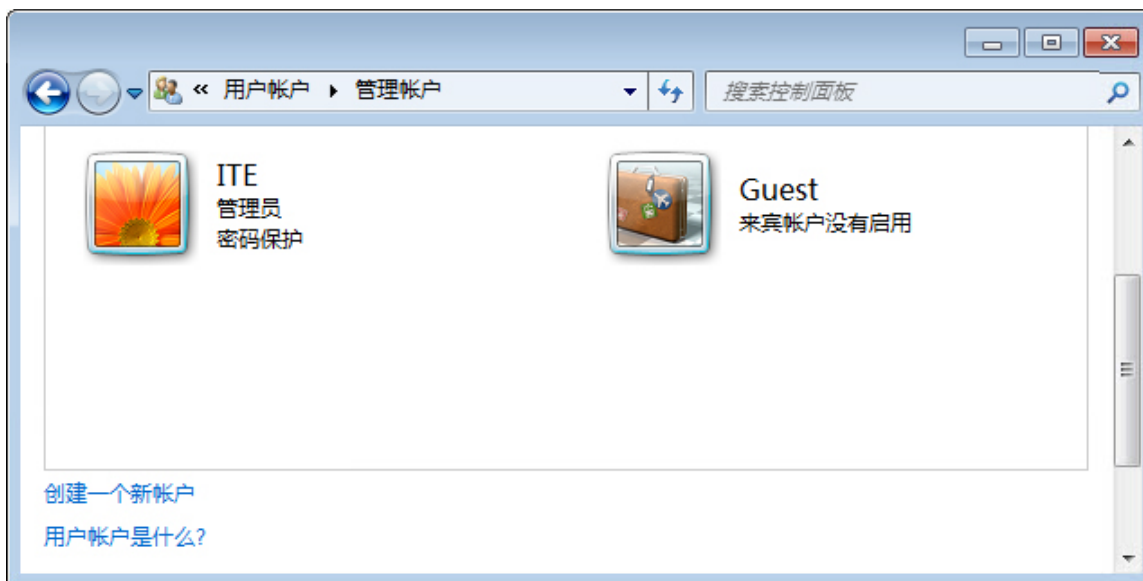 « 用户帐户 ▸ 管理帐户
搜索控制面板
ITE
管理员
密码保护
Guest
来宾帐户没有启用
创建一个新帐户
用户帐户是什么?